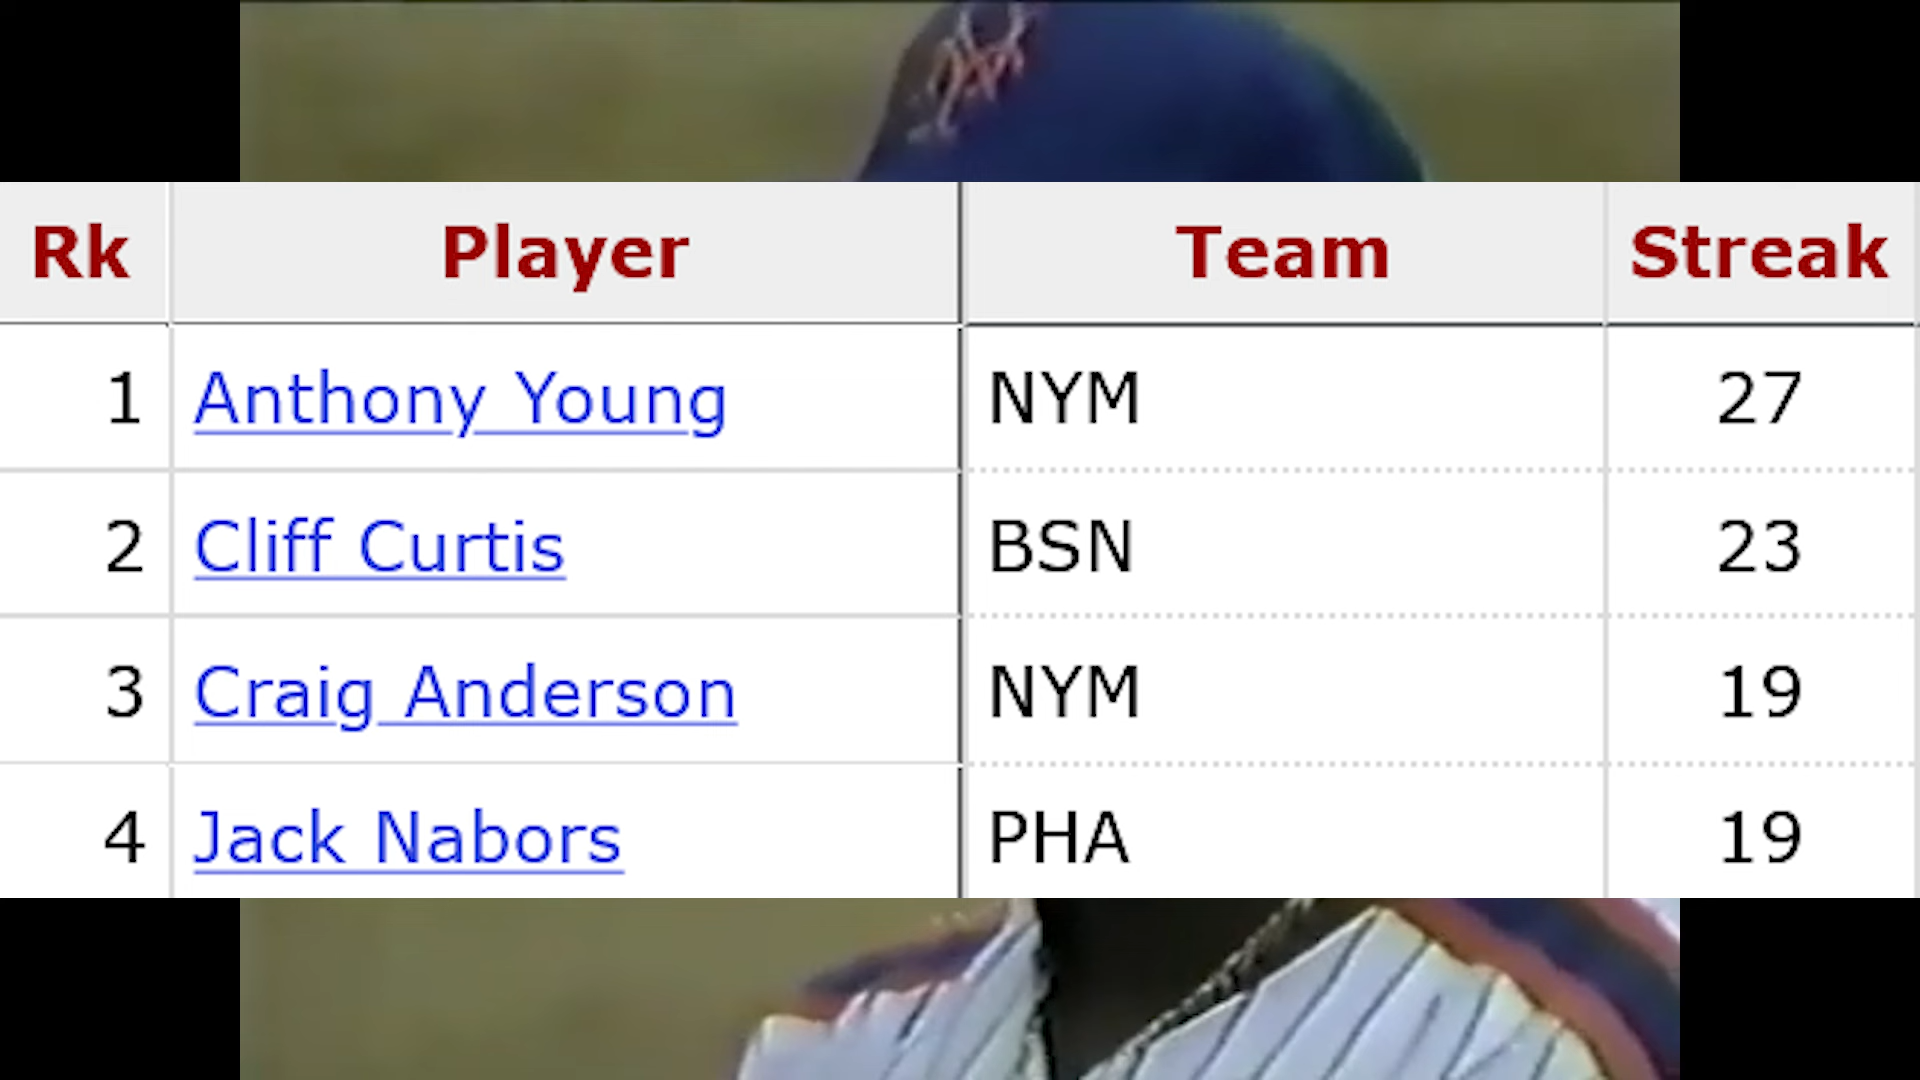 NY
Rk Player Team Streak
1 Anthony Young NYM 27
2 Cliff Curtis BSN 23
3 Craig Anderson NYM 19
4 Jack Nabors PHA 19